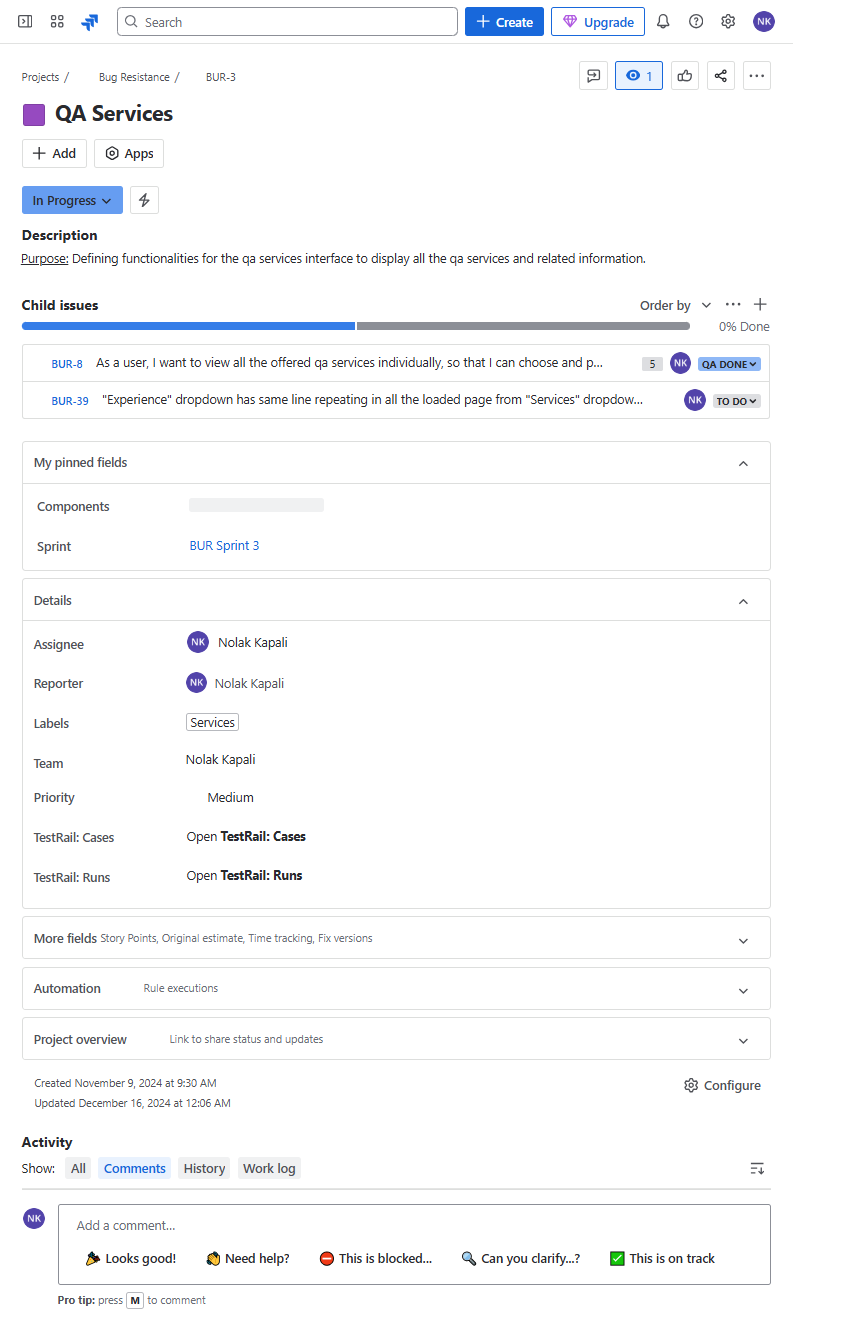 Search
Create
Upgrade
NK
Projects / Bug Resistance / BUR-3
1
QA Services
Add
Apps
In Progress
Description
Purpose: Defining functionalities for the qa services interface to display all the qa services and related information.
Child issues
Order by
0% Done
BUR-8 As a user, I want to view all the offered qa services individually, so that I can choose and p... 5 NK QA DONE
BUR-39 "Experience" dropdown has same line repeating in all the loaded page from "Services" dropdow... NK TO DO
My pinned fields
Components
Sprint BUR Sprint 3
Details
Assignee NK Nolak Kapali
Reporter NK Nolak Kapali
Labels Services
Team Nolak Kapali
Priority Medium
TestRail: Cases Open TestRail: Cases
TestRail: Runs Open TestRail: Runs
More fields Story Points, Original estimate, Time tracking, Fix versions
Automation Rule executions
Project overview Link to share status and updates
Created November 9, 2024 at 9:30 AM
Configure
Updated December 16, 2024 at 12:06 AM
Activity
Show: All Comments History Work log
NK
Add a comment...
Looks good! Need help? This is blocked... Can you clarify...? This is on track
Pro tip: press M to comment